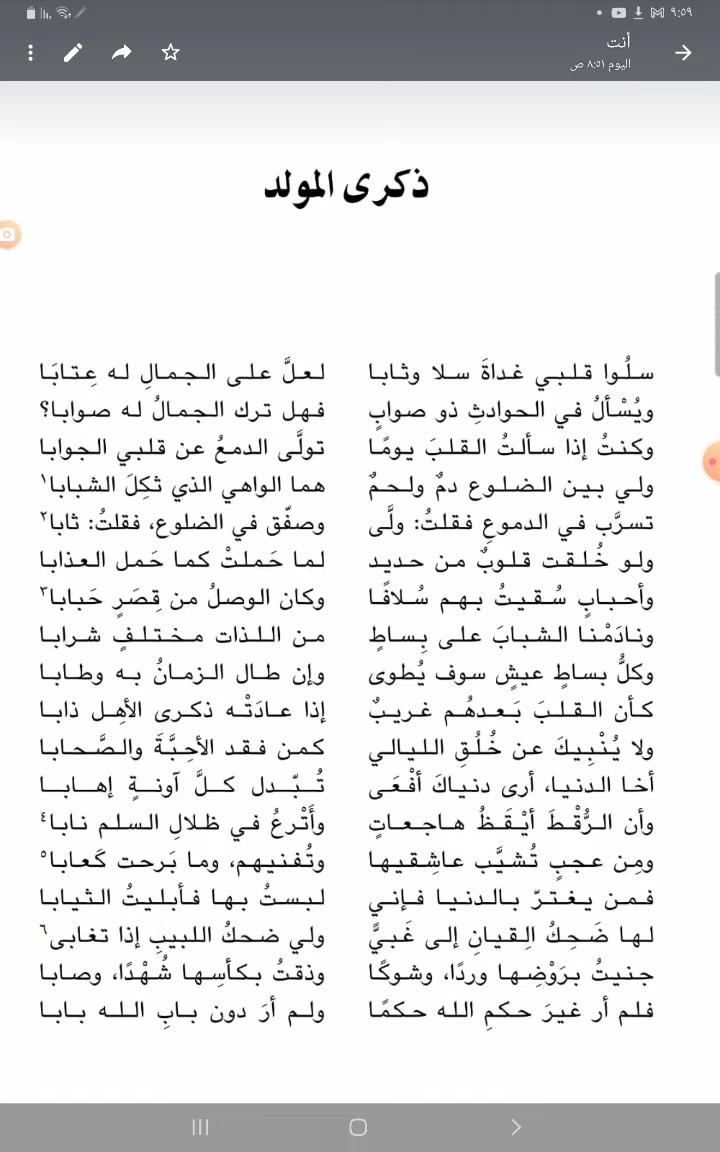 ٩:٥٩
أنت
اليوم ٨:٥١ ص
ذكرى المولد
سلُوا قلبي غداةَ سلا وثابا لعلَّ على الجمالِ له عِتابَا
ويُسْألُ في الحوادثِ ذو صوابٍ فهل ترك الجمالُ له صوابا؟
وكنتُ إذا سألتُ القلبَ يومًا تولَّى الدمعُ عن قلبي الجوابا
ولي بين الضلوع دمٌ ولحمٌ هما الواهي الذي ثكِلَ الشبابا١
تسرَّب في الدموعِ فقلتُ: ولَّى وصفّق في الضلوع، فقلتُ: ثابا٢
ولو خُلقت قلوبٌ من حديد لما حَملتْ كما حَمل العذابا
وأحبابٍ سُقيتُ بهم سُلافًا وكان الوصلُ من قِصَرٍ حَبابا٣
ونادَمْنا الشبابَ على بِساطٍ من اللذات مختلفٍ شرابا
وكلُّ بساطِ عيشٍ سوف يُطوى وإن طال الزمانُ به وطابا
كأن القلبَ بَعدهُم غريبٌ إذا عادَتْه ذكرى الأهِل ذابا
ولا يُنْبِيكَ عن خُلُقِ الليالي كمن فقد الأحِبَّةَ والصَّحابا
أخا الدنيا، أرى دنياكَ أفْعَى تُبّدل كلَّ آونةٍ إهابا
وأن الرُّقْطَ أيْقَظُ هاجعاتٍ وأَتْرعُ في ظلالِ السلم نابا٤
ومِن عجبٍ تُشيَّب عاشِقيها وتُفنيهم، وما بَرحت كَعابا٥
فمن يغترّ بالدنيا فإني لبستُ بها فأبليتُ الثيابا
لها ضَحِكُ القِيانِ إلى غَبيٍّ ولي ضحكُ اللبيبِ إذا تغابى٦
جنيتُ برَوْضِها وردًا، وشوكًا وذقتُ بكأسِها شُهْدًا، وصابا
فلم أر غيرَ حكمِ الله حكمًا ولم أرَ دون بابِ الله بابا